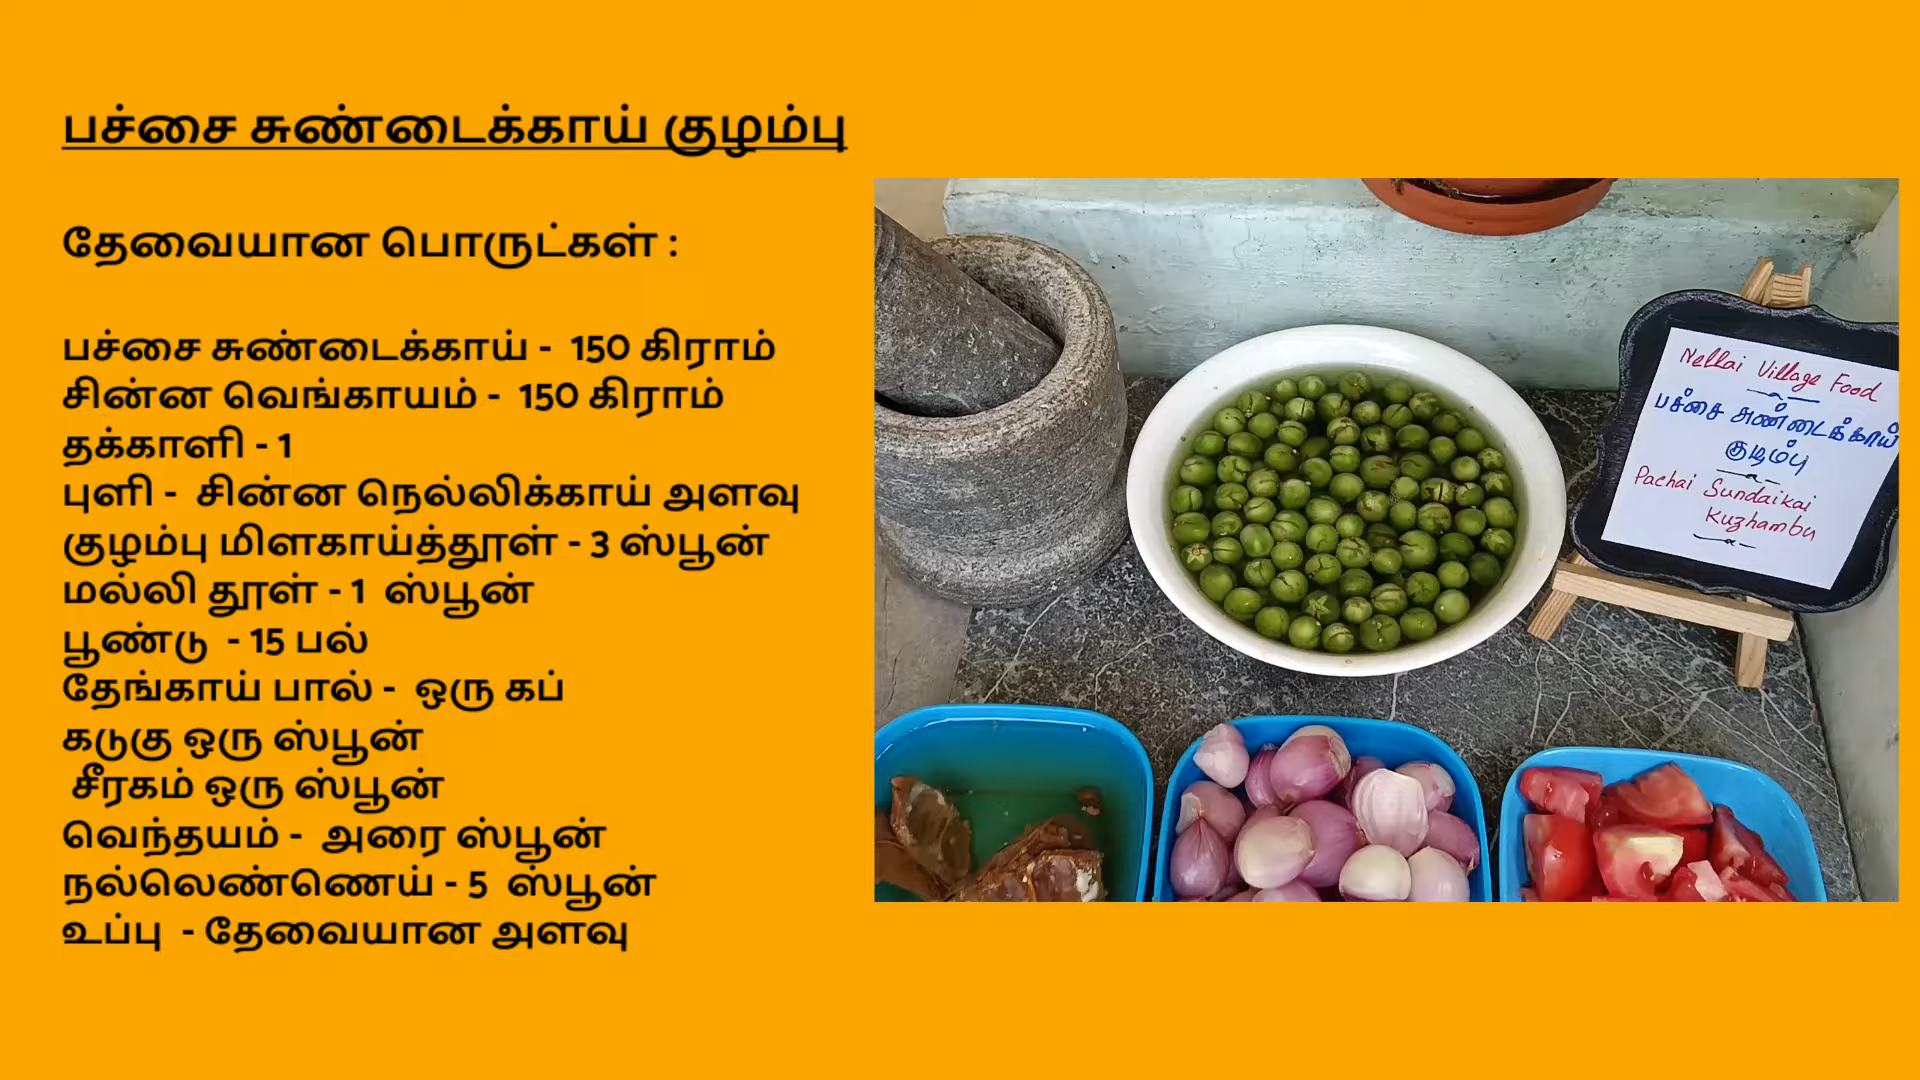 பச்சை சுண்டைக்காய் குழம்பு
தேவையான பொருட்கள் :
பச்சை சுண்டைக்காய் - 150 கிராம்
சின்ன வெங்காயம் - 150 கிராம்
தக்காளி - 1
புளி - சின்ன நெல்லிக்காய் அளவு
குழம்பு மிளகாய்த்தூள் - 3 ஸ்பூன்
மல்லி தூள் - 1 ஸ்பூன்
பூண்டு - 15 பல்
தேங்காய் பால் - ஒரு கப்
கடுகு ஒரு ஸ்பூன்
சீரகம் ஒரு ஸ்பூன்
வெந்தயம் - அரை ஸ்பூன்
நல்லெண்ணெய் - 5 ஸ்பூன்
உப்பு - தேவையான அளவு
Nellai Village Food
பச்சை சுண்டைக்காய்
குழம்பு
Pachai Sundaikai
Kuzhambu